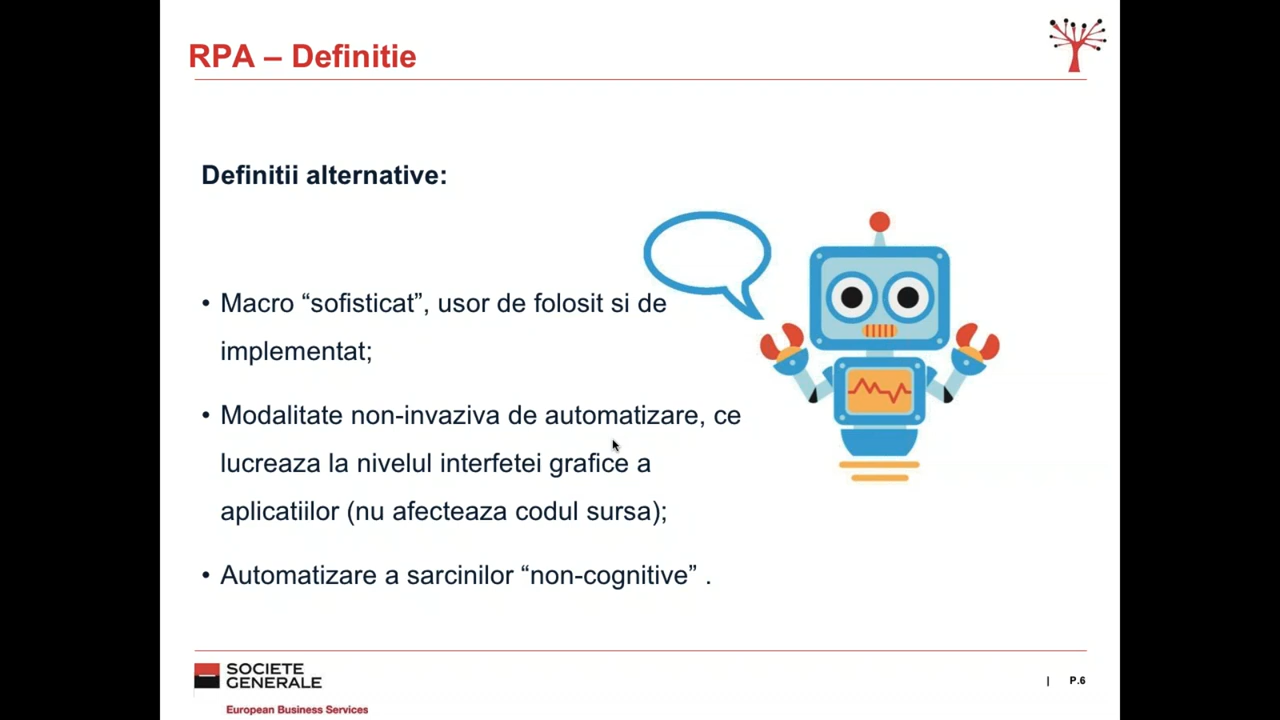 RPA – Definitie
Definitii alternative:
• Macro “sofisticat”, usor de folosit si de
implementat;
• Modalitate non-invaziva de automatizare, ce
lucreaza la nivelul interfetei grafice a
aplicatiilor (nu afecteaza codul sursa);
• Automatizare a sarcinilor “non-cognitive” .
SOCIETE
GENERALE
European Business Services
| P.6